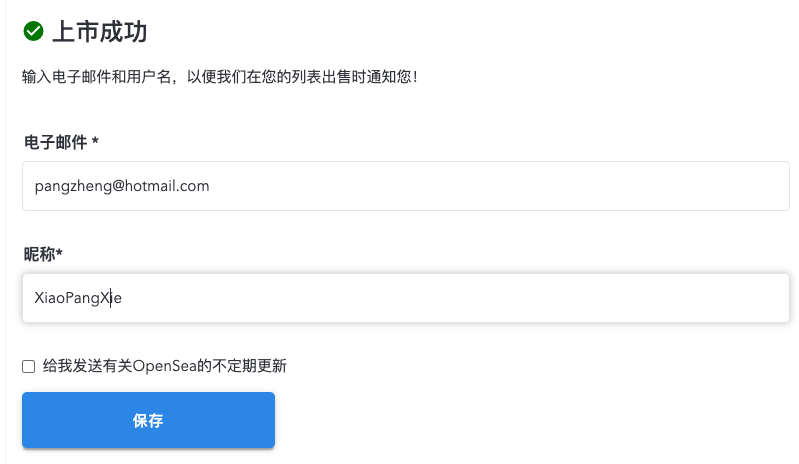 上市成功
输入电子邮件和用户名，以便我们在您的列表出售时通知您！
电子邮件 *
pangzheng@hotmail.com
昵称*
XiaoPangXie
给我发送有关OpenSea的不定期更新
保存